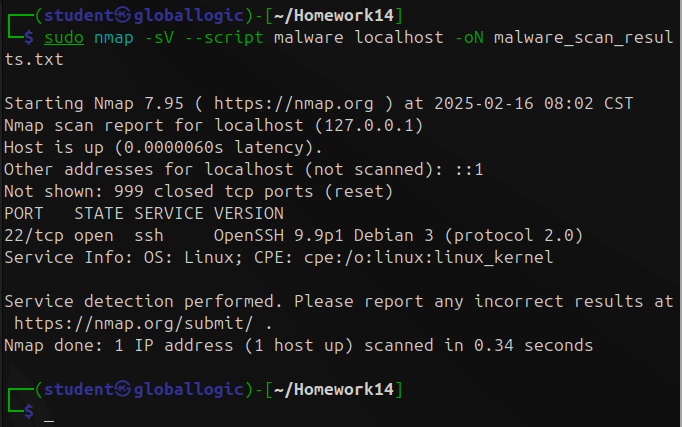 ┌──(student㉿globallogic)-[~/Homework14]
└─$ sudo nmap -sV --script malware localhost -oN malware_scan_resul
ts.txt
Starting Nmap 7.95 ( https://nmap.org ) at 2025-02-16 08:02 CST
Nmap scan report for localhost (127.0.0.1)
Host is up (0.0000060s latency).
Other addresses for localhost (not scanned): ::1
Not shown: 999 closed tcp ports (reset)
PORT   STATE SERVICE VERSION
22/tcp open  ssh     OpenSSH 9.9p1 Debian 3 (protocol 2.0)
Service Info: OS: Linux; CPE: cpe:/o:linux:linux_kernel
Service detection performed. Please report any incorrect results at
 https://nmap.org/submit/ .
Nmap done: 1 IP address (1 host up) scanned in 0.34 seconds
┌──(student㉿globallogic)-[~/Homework14]
└─$ _